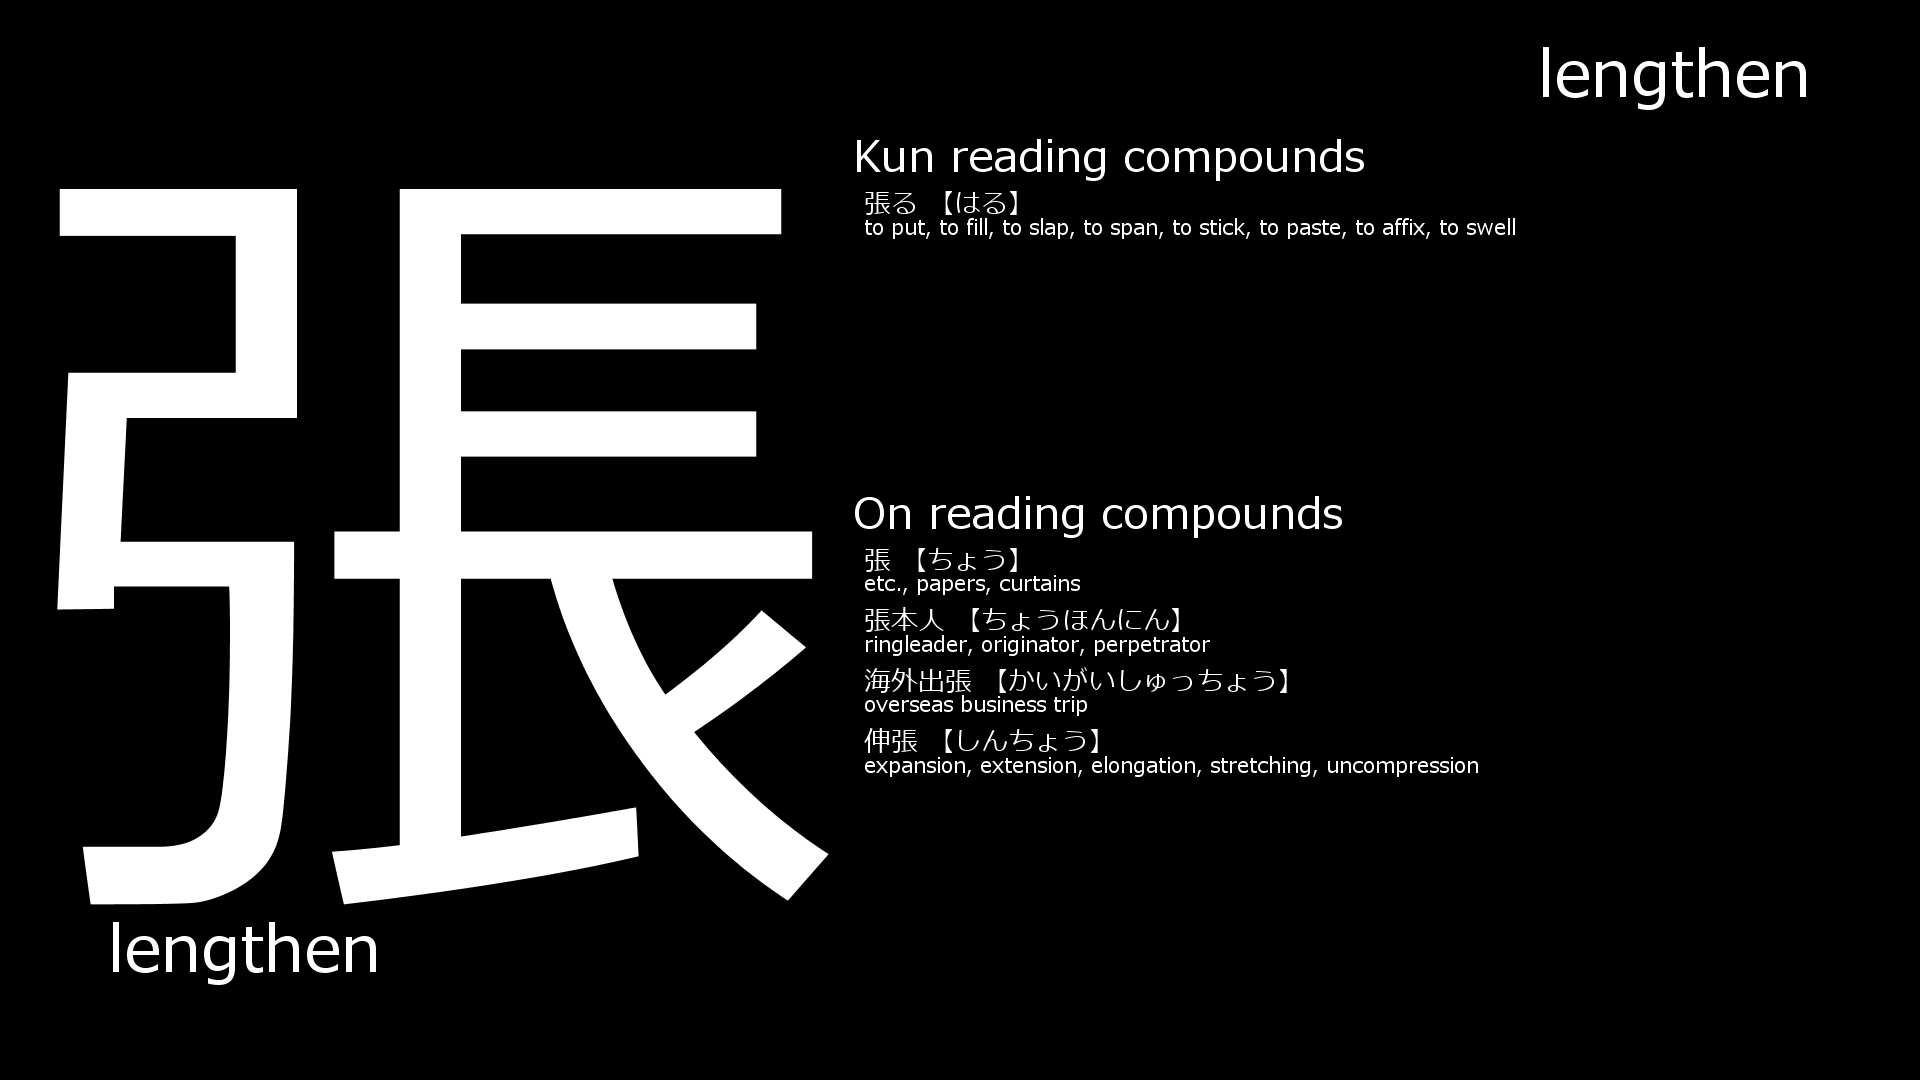 lengthen
張
lengthen
Kun reading compounds
張る 【はる】
to put, to fill, to slap, to span, to stick, to paste, to affix, to swell
On reading compounds
張 【ちょう】
etc., papers, curtains
張本人 【ちょうほんにん】
ringleader, originator, perpetrator
海外出張 【かいがいしゅっちょう】
overseas business trip
伸張 【しんちょう】
expansion, extension, elongation, stretching, uncompression